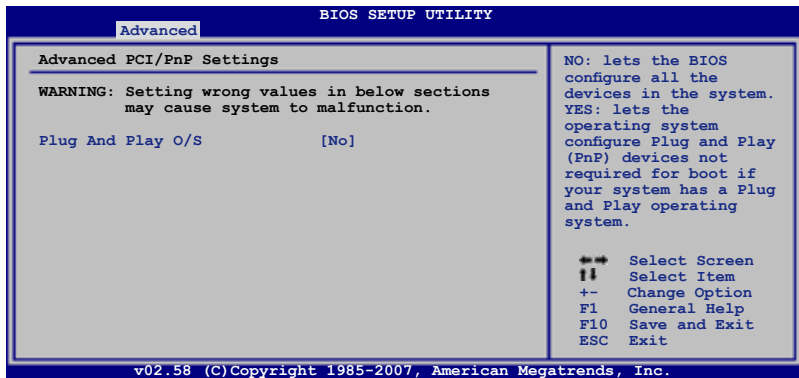 BIOS SETUP UTILITY
Advanced
Advanced PCI/PnP Settings
WARNING: Setting wrong values in below sections
may cause system to malfunction.
Plug And Play O/S [No]
NO: lets the BIOS
configure all the
devices in the system.
YES: lets the
operating system
configure Plug and Play
(PnP) devices not
required for boot if
your system has a Plug
and Play operating
system.
←→ Select Screen
↑↓ Select Item
+- Change Option
F1 General Help
F10 Save and Exit
ESC Exit
v02.58 (C)Copyright 1985-2007, American Megatrends, Inc.